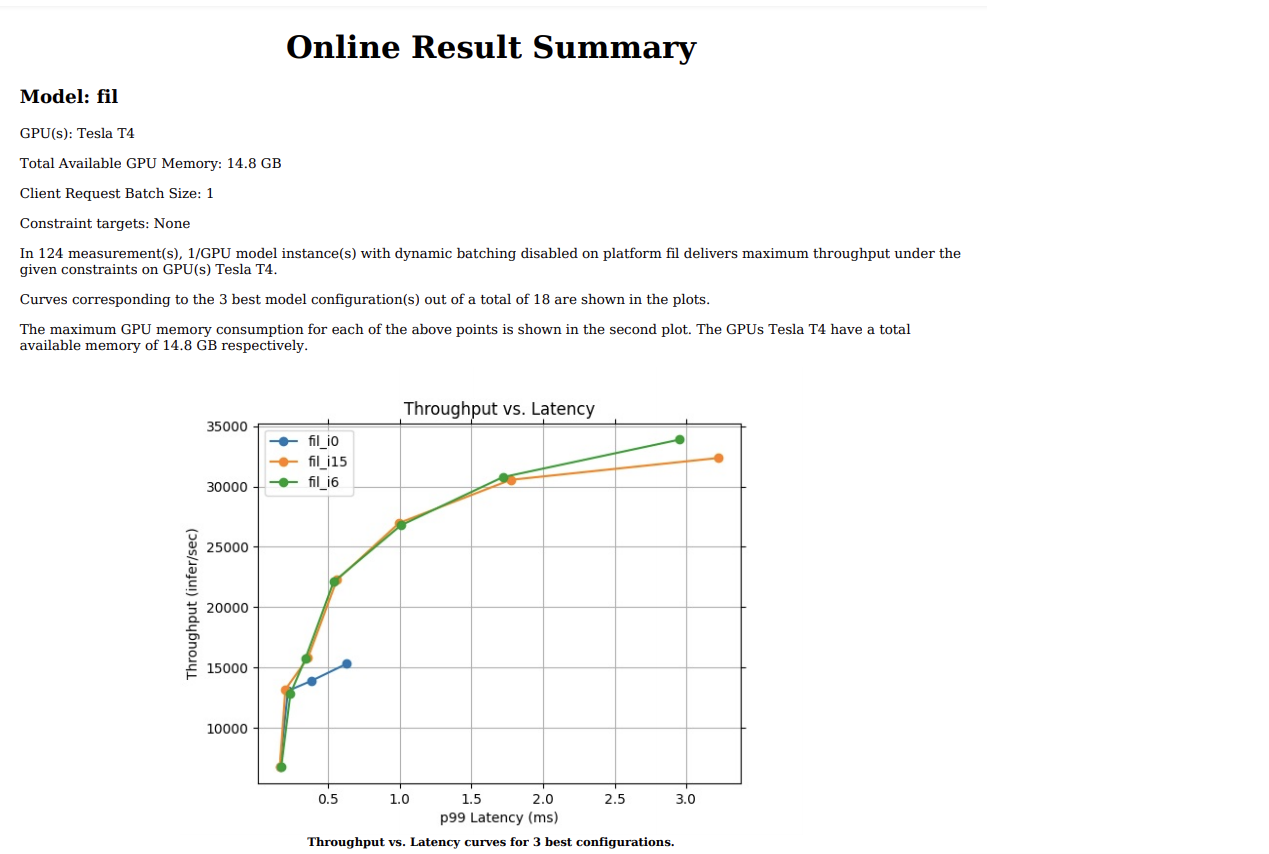 Online Result Summary
Model: fil
GPU(s): Tesla T4
Total Available GPU Memory: 14.8 GB
Client Request Batch Size: 1
Constraint targets: None
In 124 measurement(s), 1/GPU model instance(s) with dynamic batching disabled on platform fil delivers maximum throughput under the
given constraints on GPU(s) Tesla T4.
Curves corresponding to the 3 best model configuration(s) out of a total of 18 are shown in the plots.
The maximum GPU memory consumption for each of the above points is shown in the second plot. The GPUs Tesla T4 have a total
available memory of 14.8 GB respectively.
Throughput vs. Latency
35000
30000
25000
20000
15000
10000
Throughput (infer/sec)
fil_i0
fil_i15
fil_i6
0.5 1.0 1.5 2.0 2.5 3.0
p99 Latency (ms)
Throughput vs. Latency curves for 3 best configurations.